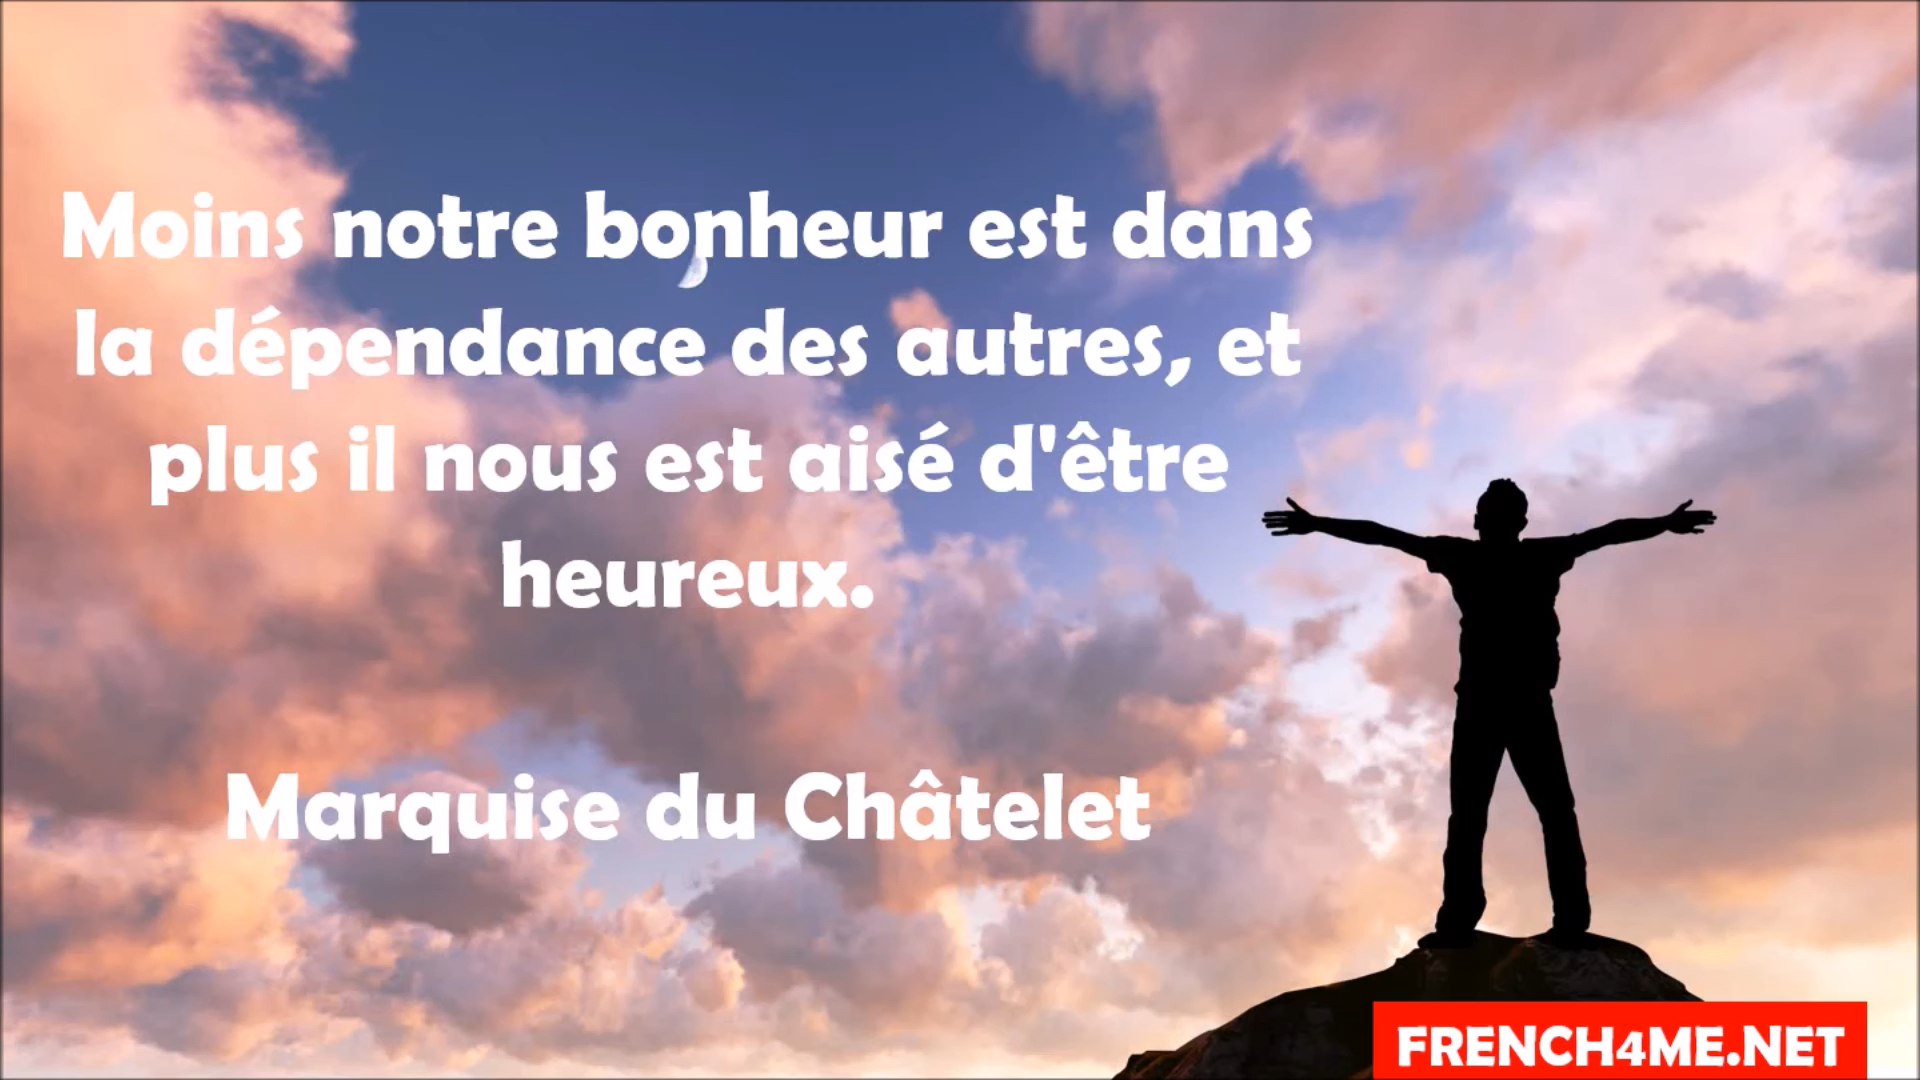 Moins notre bonheur est dans
la dépendance des autres, et
plus il nous est aisé d'être
heureux.
Marquise du Châtelet
FRENCH4ME.NET